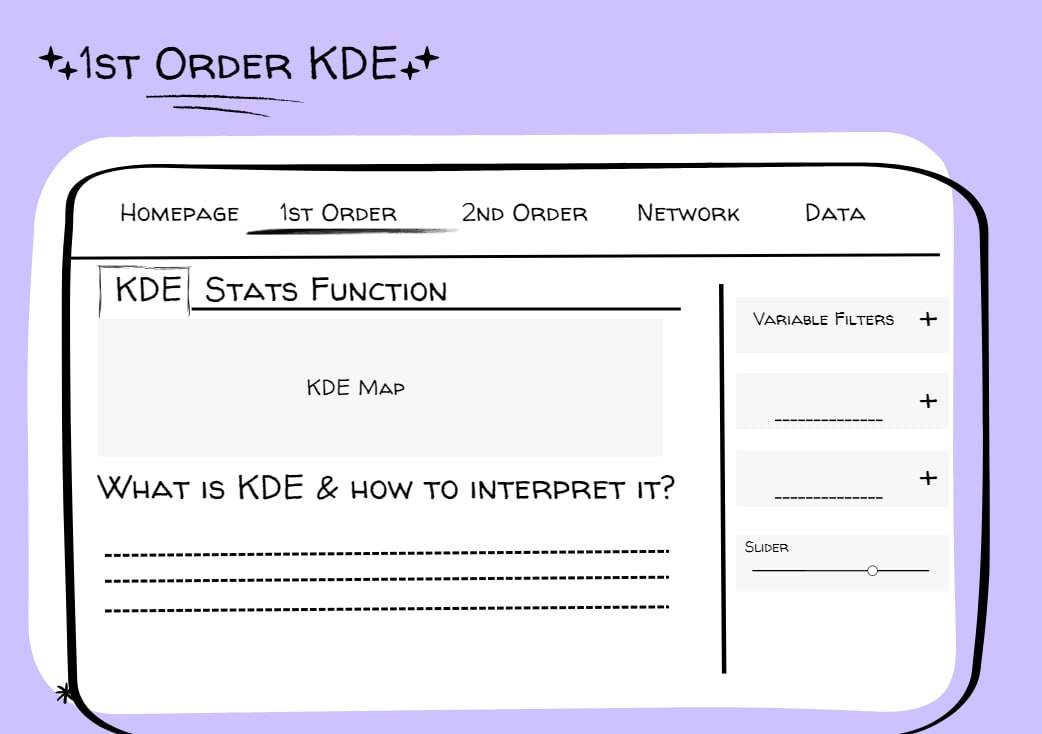 1st Order KDE
Homepage 1st Order 2nd Order Network Data
KDE Stats Function
KDE Map
What is KDE & how to interpret it?
Variable Filters +
+
+
Slider